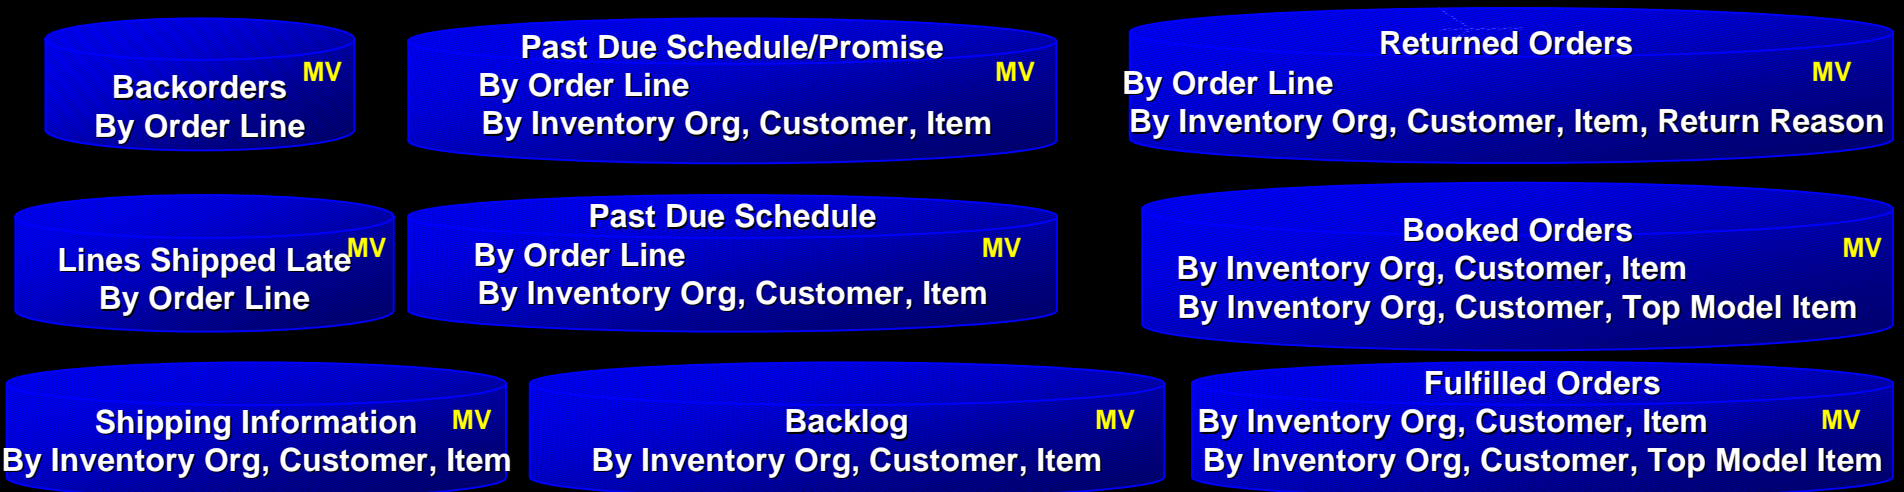 Backorders MV
By Order Line
Past Due Schedule/Promise
By Order Line MV
By Inventory Org, Customer, Item
Returned Orders
By Order Line MV
By Inventory Org, Customer, Item, Return Reason
Lines Shipped Late MV
By Order Line
Past Due Schedule
By Order Line MV
By Inventory Org, Customer, Item
Booked Orders MV
By Inventory Org, Customer, Item
By Inventory Org, Customer, Top Model Item
Shipping Information MV
By Inventory Org, Customer, Item
Backlog MV
By Inventory Org, Customer, Item
Fulfilled Orders
By Inventory Org, Customer, Item MV
By Inventory Org, Customer, Top Model Item